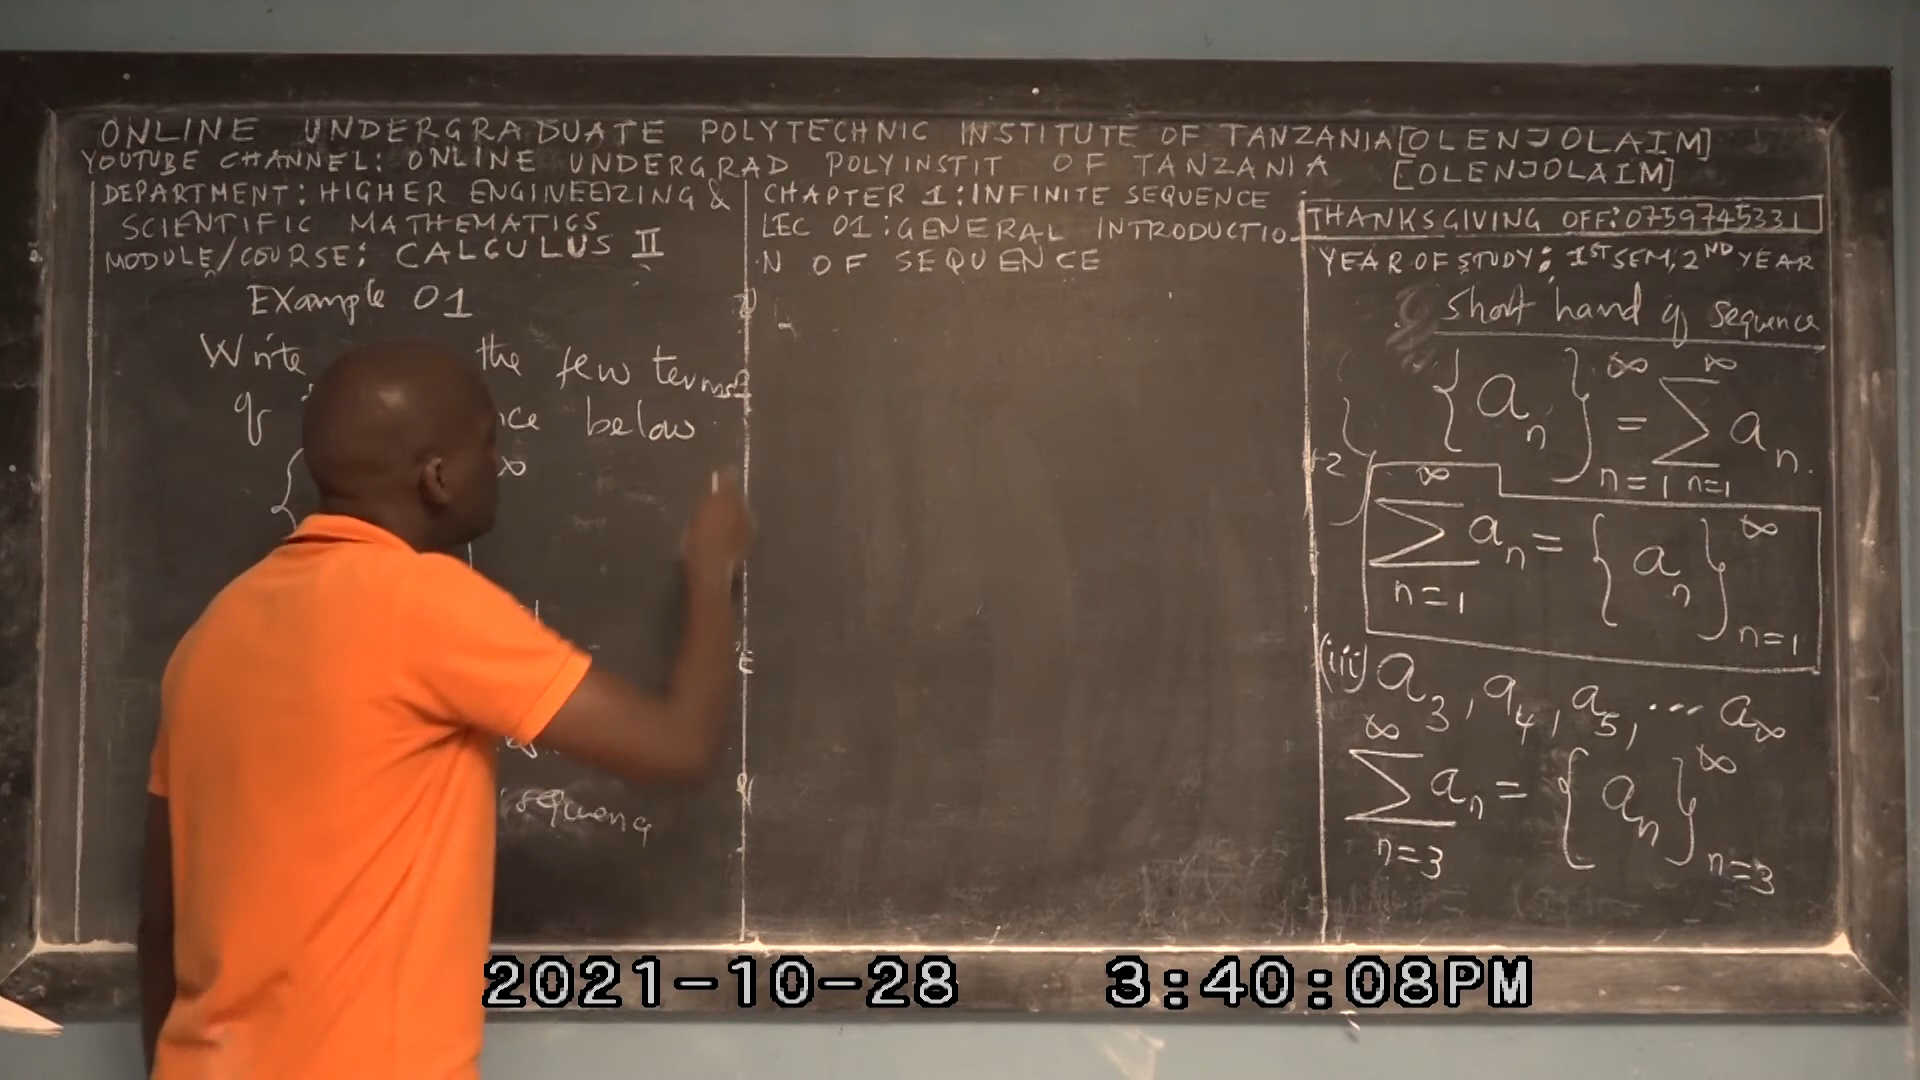 ONLINE UNDERGRADUATE POLYTECHNIC INSTITUTE OF TANZANIA [OLENJOLAIM]
YOUTUBE CHANNEL: ONLINE UNDERGRAD POLYINSTIT OF TANZANIA [OLENJOLAIM]
DEPARTMENT: HIGHER ENGINEERING &
SCIENTIFIC MATHEMATICS
MODULE/COURSE: CALCULUS II
Example 01
Write the few terms
of below
∞
{
CHAPTER 1: INFINITE SEQUENCE
LEC 01: GENERAL INTRODUCTIO
N OF SEQUENCE
THANKSGIVING OFF: 0759745331
YEAR OF STUDY: 1ST SEM, 2ND YEAR
Short hand of sequence
{a_n}_{n=1}^∞ = ∑_{n=1}^∞ a_n.
∑_{n=1}^∞ a_n = {a_n}_{n=1}^∞
(iii) a_3, a_4, a_5, ... a_∞
∑_{n=3}^∞ a_n = {a_n}_{n=3}^∞
2021-10-28 3:40:08PM